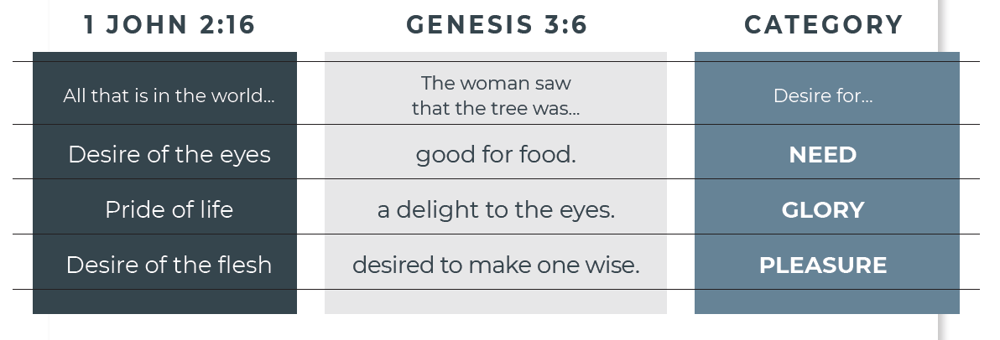 1 JOHN 2:16 GENESIS 3:6 CATEGORY
All that is in the world... The woman saw
that the tree was... Desire for...
Desire of the eyes good for food. NEED
Pride of life a delight to the eyes. GLORY
Desire of the flesh desired to make one wise. PLEASURE